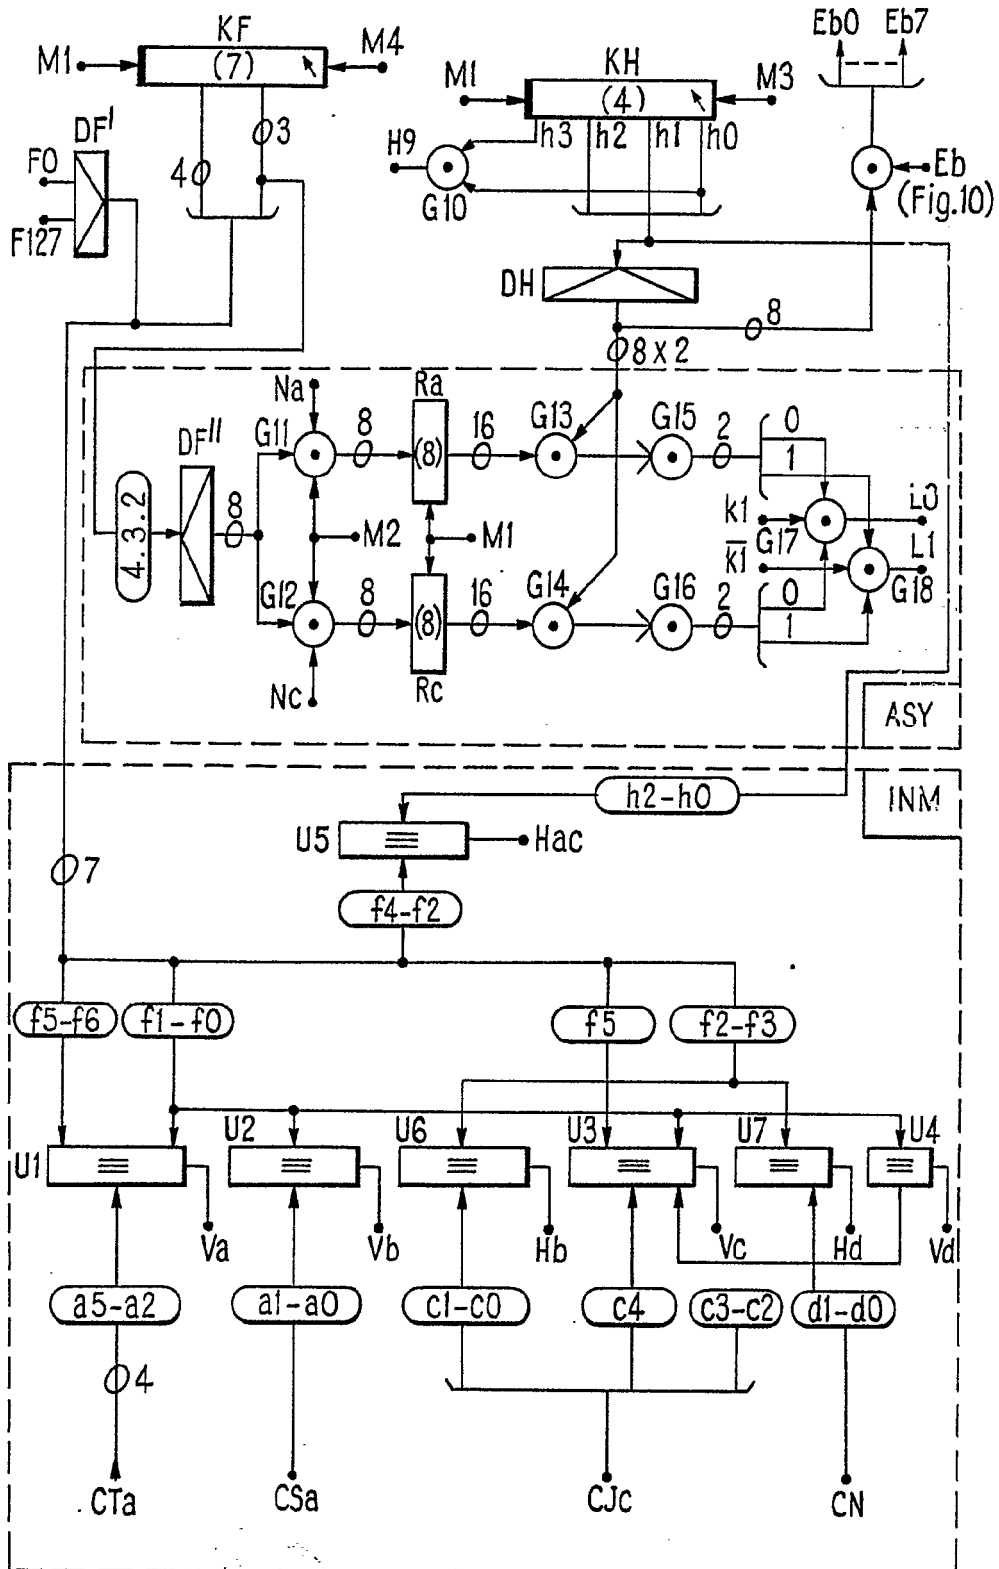 Eb0 Eb7
KF
M1 (7) M4
KH
M1 (4) M3
DF' 3
h3 h2 h1 h0
H9 Eb
F0 4 G10 (Fig.10)
F127
DH
8
8 x 2
Na Ra
G11 8 16 G13 G15 2 0
DF" (8) 1
8 k1 L0
4.3.2 M2 M1 G17
k1 L1
G12 8 16 G14 G16 2 0 G18
(8) 1
Nc Rc
ASY
h2-h0 INM
U5 Hac
7
f4-f2
f5-f6 f1-f0 f5 f2-f3
U2 U6 U3 U7 U4
U1
Va Vb Hb Vc Hd Vd
a5-a2 a1-a0 c1-c0 c4 c3-c2 d1-d0
4
CTa CSa CJc CN